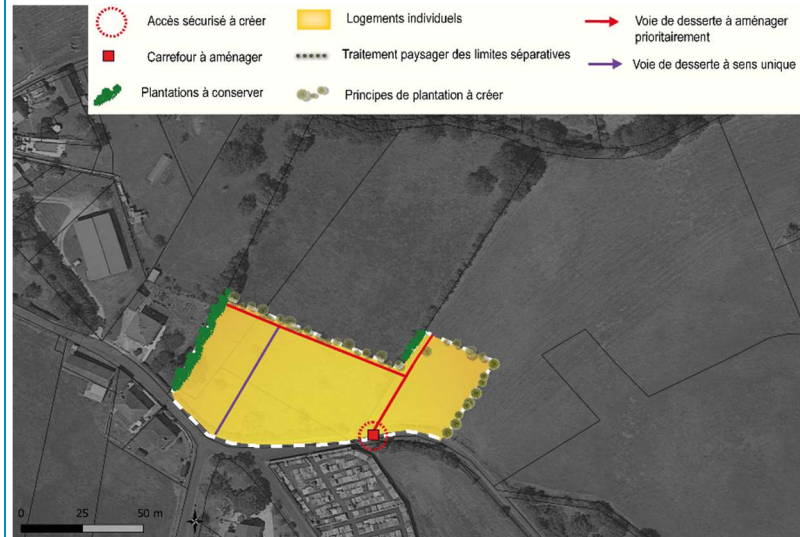 Accès sécurisé à créer
Carrefour à aménager
Plantations à conserver
Logements individuels
Traitement paysager des limites séparatives
Principes de plantation à créer
Voie de desserte à aménager
prioritairement
Voie de desserte à sens unique
0 25 50 m